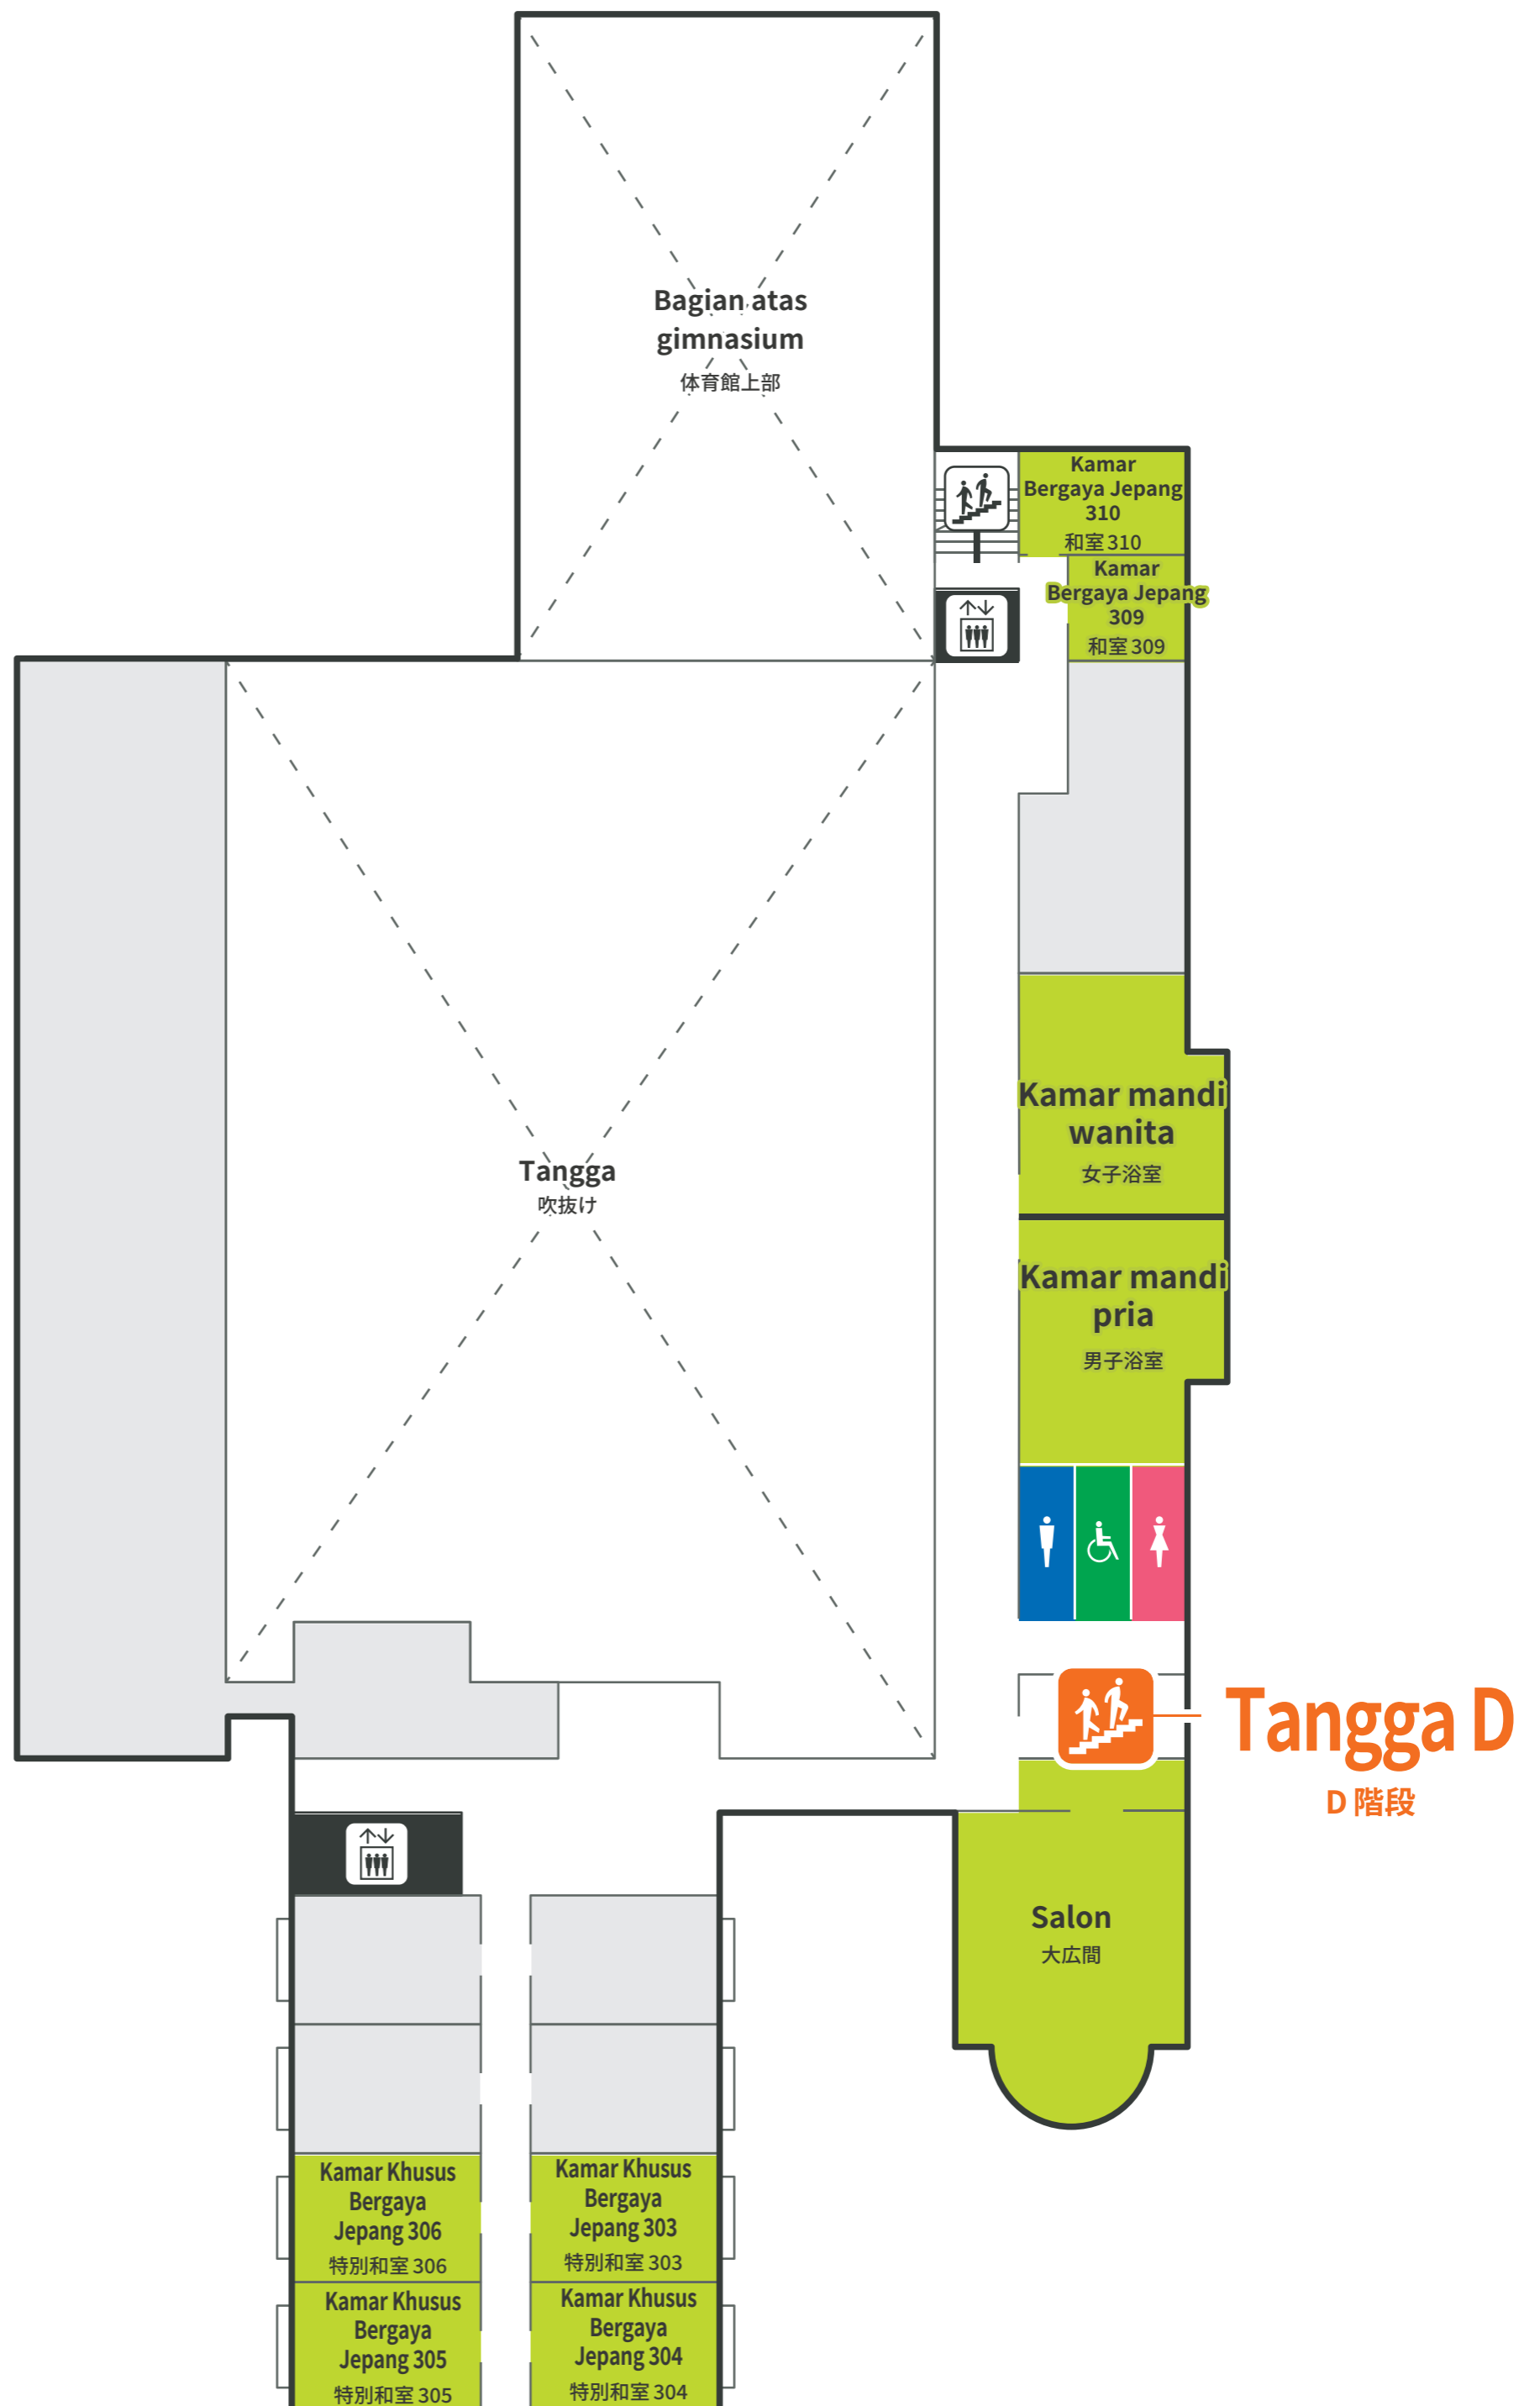 Bagian atas
gimnasium
体育館上部
Kamar
Bergaya Jepang
310
和室 310
Kamar
Bergaya Jepang
309
和室 309
Kamar mandi
wanita
女子浴室
Tangga
吹抜け
Kamar mandi
pria
男子浴室
Tangga D
D 階段
Salon
大広間
Kamar Khusus
Bergaya
Jepang 306
特別和室 306
Kamar Khusus
Bergaya
Jepang 303
特別和室 303
Kamar Khusus
Bergaya
Jepang 305
特別和室 305
Kamar Khusus
Bergaya
Jepang 304
特別和室 304